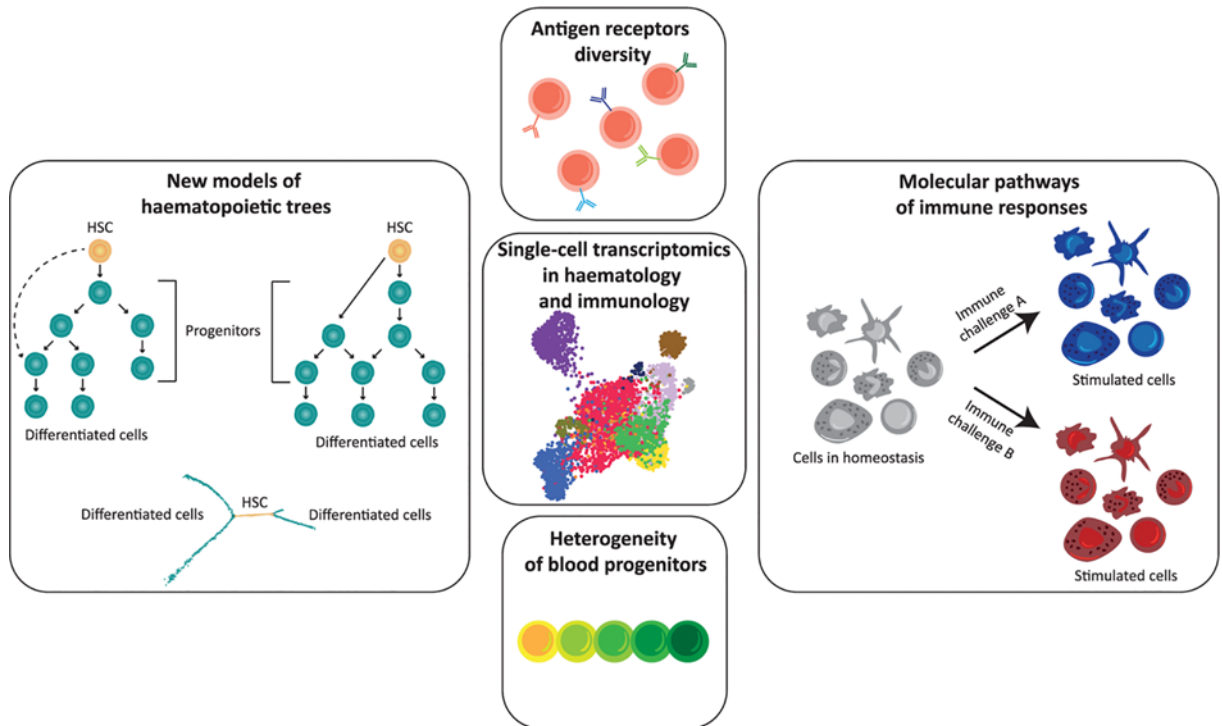 Antigen receptors
diversity
New models of
haematopoietic trees
HSC
HSC
Progenitors
Differentiated cells
Differentiated cells
HSC
Differentiated cells
Differentiated cells
Single-cell transcriptomics
in haematology
and immunology
Heterogeneity
of blood progenitors
Molecular pathways
of immune responses
Cells in homeostasis
Immune
challenge A
Stimulated cells
Immune
challenge B
Stimulated cells